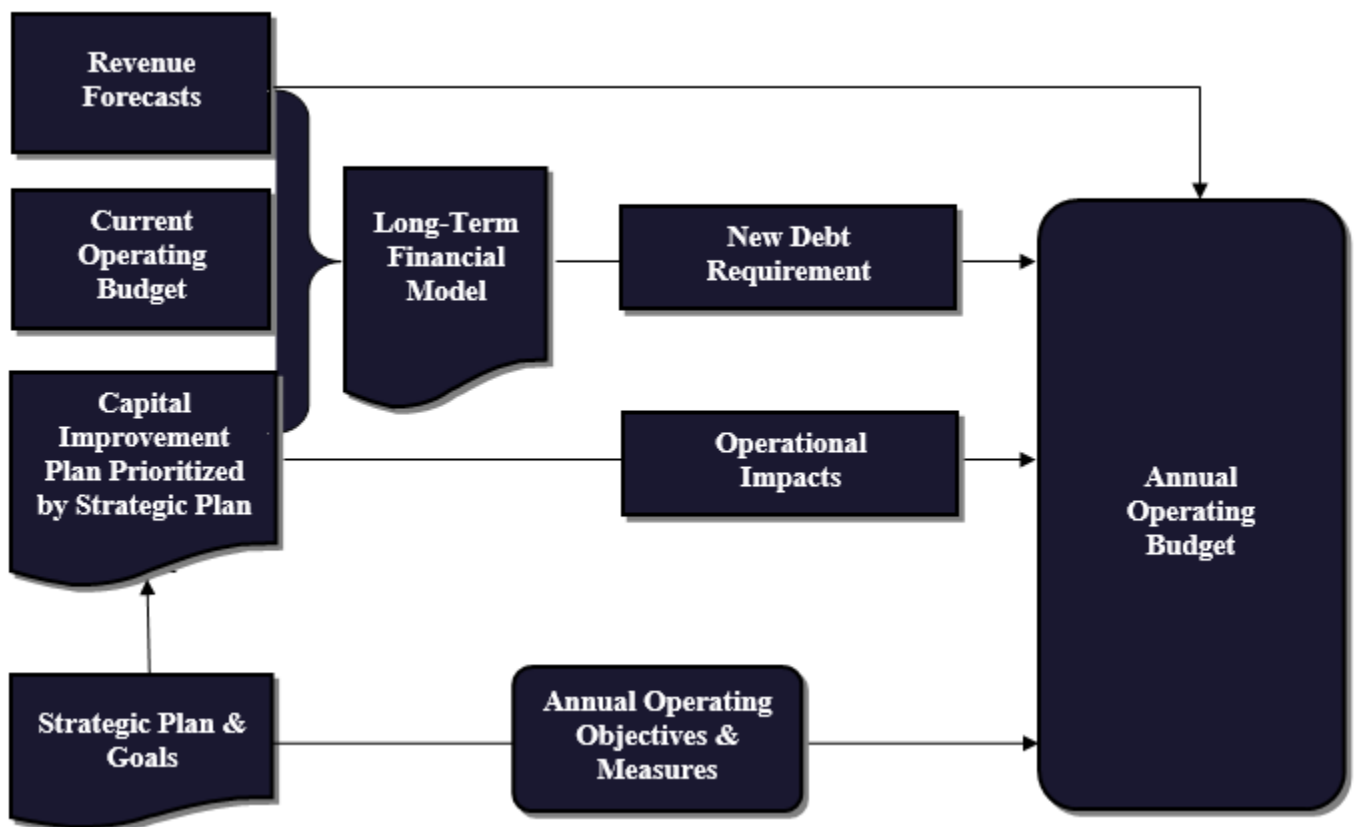 Revenue
Forecasts
Current
Operating
Budget
Long-Term
Financial
Model
New Debt
Requirement
Capital
Improvement
Plan Prioritized
by Strategic Plan
Operational
Impacts
Annual
Operating
Budget
Strategic Plan &
Goals
Annual Operating
Objectives &
Measures